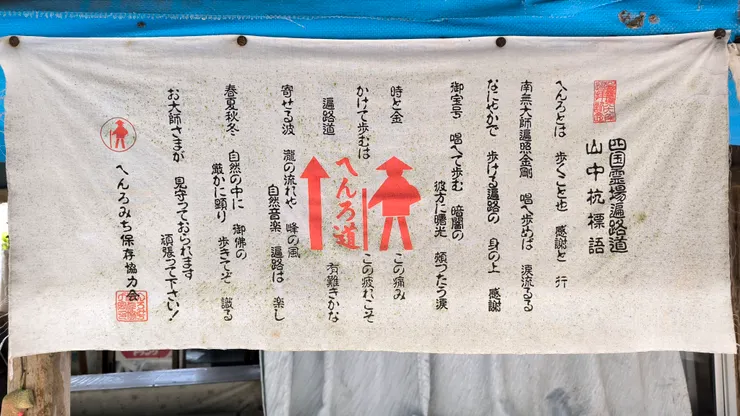 四国霊場遍路道
山中杭標語
へんろとは 歩くことせ 感謝と 行
南無大師遍照金剛 唱へ歩めば 涙流るる
なにやかで 歩ける遍路の 身の上 感謝
御宝号 唱へて歩む 暗闇の
彼方に曙光 頬つたう涙
時と金
かけて歩むは この痛み
この疲れこそ
遍路道 有難きかな
へんろ道
寄せる波 瀧の流れや 峰の風
自然音楽 遍路は 楽し
春夏秋冬 自然の中に 御佛の
厳かに顕り 歩きてぞ 識る
お大師さまが 見守っておられます
頑張って下さい!
へんろみち保存協力会